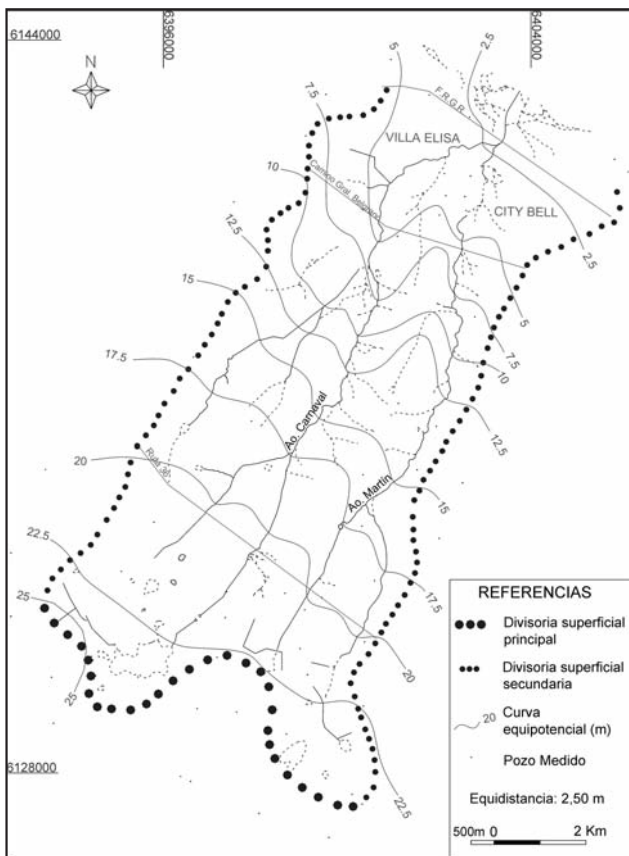 6144000
6396000
6404000
N
5
2.5
7.5
F.R.G.R.
VILLA ELISA
10
Camino Gral. Belgrano
CITY BELL
12.5
2.5
15
5
7.5
17.5
10
12.5
Ao. Carnaval
20
Ruta 36
Ao. Martín
15
22.5
17.5
25
20
25
22.5
6128000
REFERENCIAS
Divisoria superficial
principal
Divisoria superficial
secundaria
20 Curva
equipotencial (m)
Pozo Medido
Equidistancia: 2,50 m
500m 0 2 Km